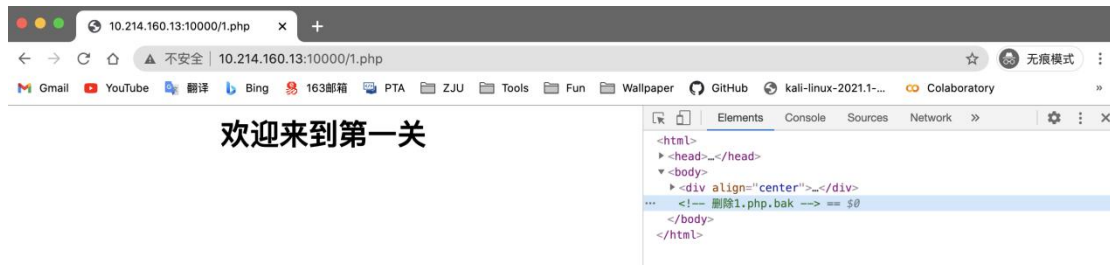 10.214.160.13:10000/1.php
不安全 | 10.214.160.13:10000/1.php 无痕模式
Gmail YouTube 翻译 Bing 163邮箱 PTA ZJU Tools Fun Wallpaper GitHub kali-linux-2021.1-... Colaboratory »
欢迎来到第一关
Elements Console Sources Network »
<html>
<head>…</head>
<body>
<div align="center">…</div>
<!-- 删除1.php.bak --> == $0
</body>
</html>